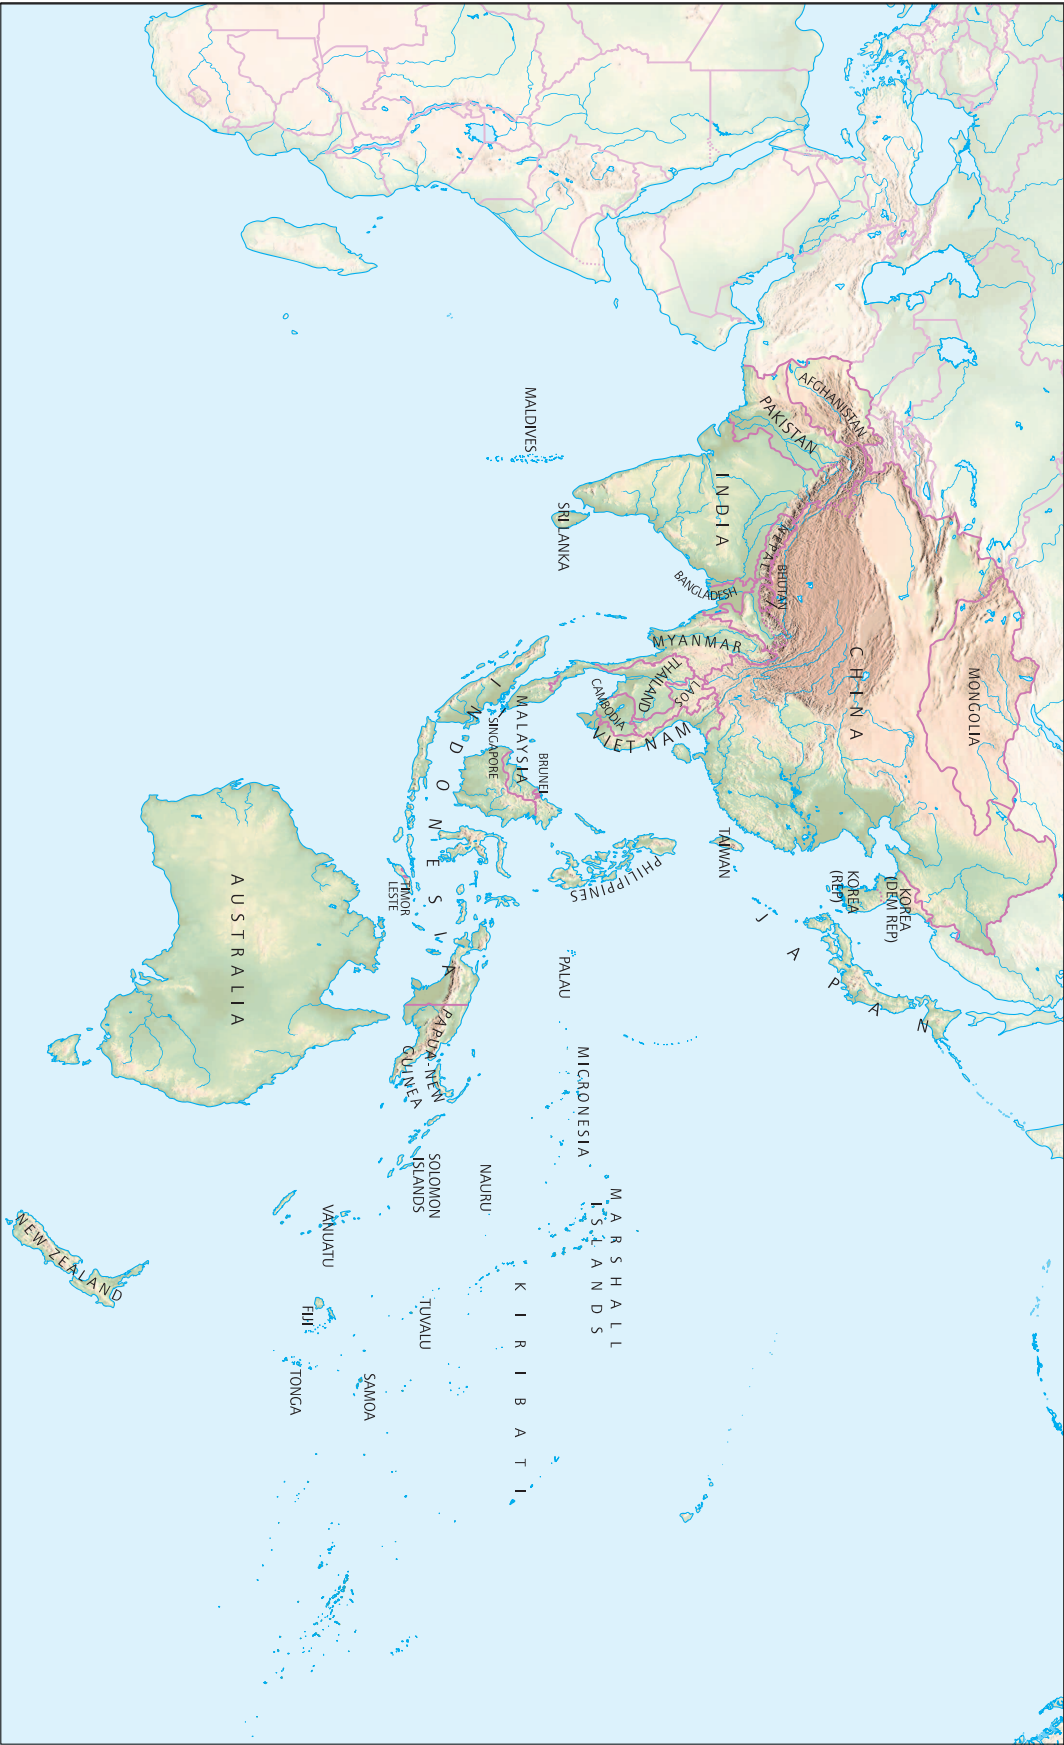 MONGOLIA
AFGHANISTAN
CHINA
PAKISTAN
NEPAL
BHUTAN
INDIA
BANGLADESH
MYANMAR
LAOS
THAILAND
CAMBODIA
VIET NAM
KOREA
(DEM REP)
KOREA
(REP)
JAPAN
TAIWAN
MALDIVES
SRI LANKA
PHILIPPINES
MALAYSIA
BRUNEI
SINGAPORE
INDONESIA
TIMOR
LESTE
PALAU
MICRONESIA
MARSHALL
ISLANDS
NAURU
KIRIBATI
PAPUA NEW
GUINEA
SOLOMON
ISLANDS
TUVALU
VANUATU
FIJI
SAMOA
TONGA
AUSTRALIA
NEW ZEALAND